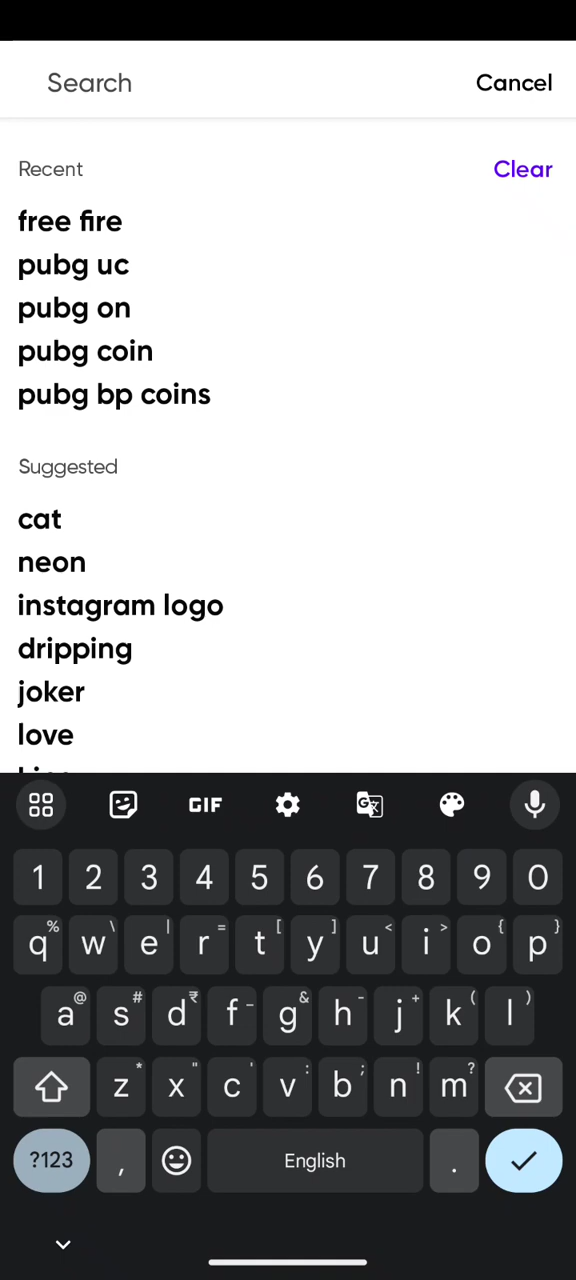 Search Cancel
Recent Clear
free fire
pubg uc
pubg on
pubg coin
pubg bp coins
Suggested
cat
neon
instagram logo
dripping
joker
love
GIF
1 2 3 4 5 6 7 8 9 0
q% w\ e| r= t[ y] u< i> o{ p}
a@ s# d₹ f- g& h- j+ k( l)
z* x" c' v: b; n! m?
?123 , English .